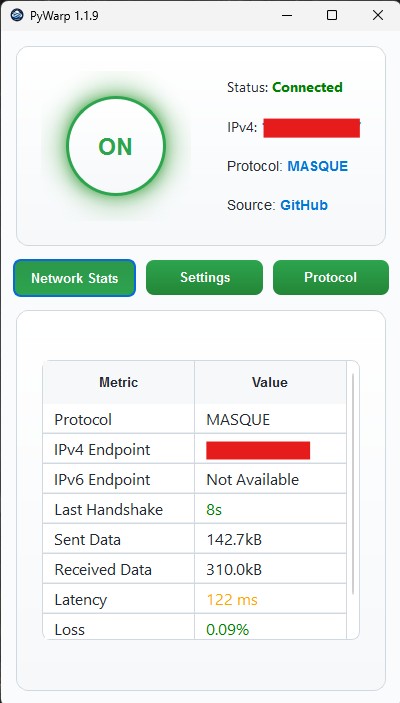 PyWarp 1.1.9
ON
Status: Connected
IPv4:
Protocol: MASQUE
Source: GitHub
Network Stats
Settings
Protocol
Metric Value
Protocol MASQUE
IPv4 Endpoint
IPv6 Endpoint Not Available
Last Handshake 8s
Sent Data 142.7kB
Received Data 310.0kB
Latency 122 ms
Loss 0.09%